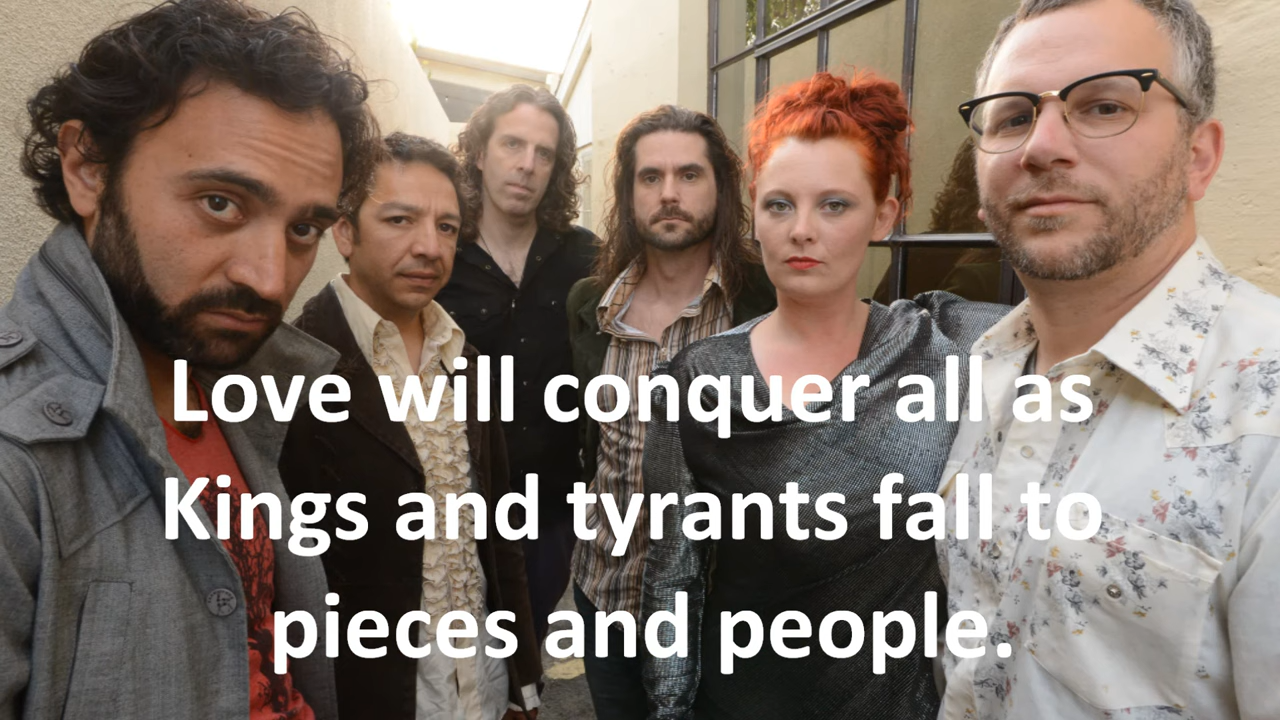 Love will conquer all as
Kings and tyrants fall to
pieces and people.